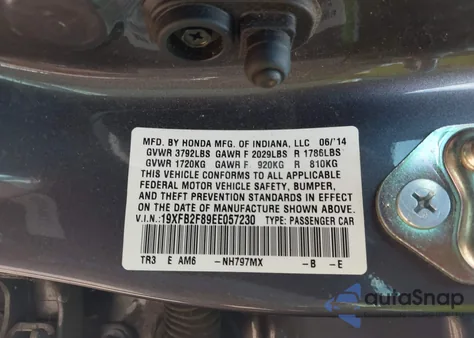 MFD. BY HONDA MFG. OF INDIANA, LLC 06/'14
GVWR 3792LBS GAWR F 2029LBS R 1786LBS
GVWR 1720KG GAWR F 920KG R 810KG
THIS VEHICLE CONFORMS TO ALL APPLICABLE
FEDERAL MOTOR VEHICLE SAFETY, BUMPER,
AND THEFT PREVENTION STANDARDS IN EFFECT
ON THE DATE OF MANUFACTURE SHOWN ABOVE.
V.I.N.: 19XFB2F89EE057230 TYPE: PASSENGER CAR
TR3 E AM6 -NH797MX -B -E
autoSnap